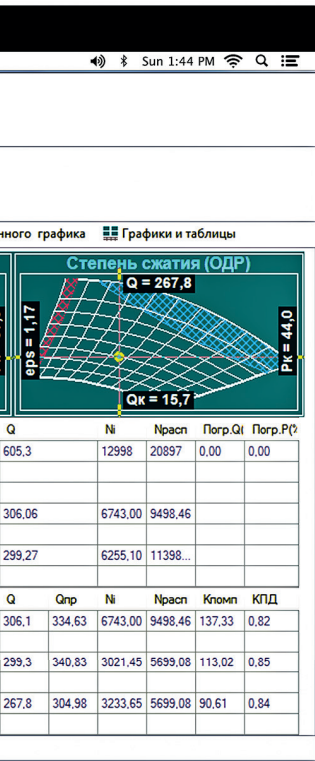 Sun 1:44 PM
нного графика Графики и таблицы
Степень сжатия (ОДР)
Q = 267,8
eps = 1,17
Рк = 44,0
Qк = 15,7
Q Ni Nрасп Погр.Q( Погр.P(%
605,3 12998 20897 0,00 0,00
306,06 6743,00 9498,46
299,27 6255,10 11398...
Q Qпр Ni Nрасп Kпомп КПД
306,1 334,63 6743,00 9498,46 137,33 0,82
299,3 340,83 3021,45 5699,08 113,02 0,85
267,8 304,98 3233,65 5699,08 90,61 0,84